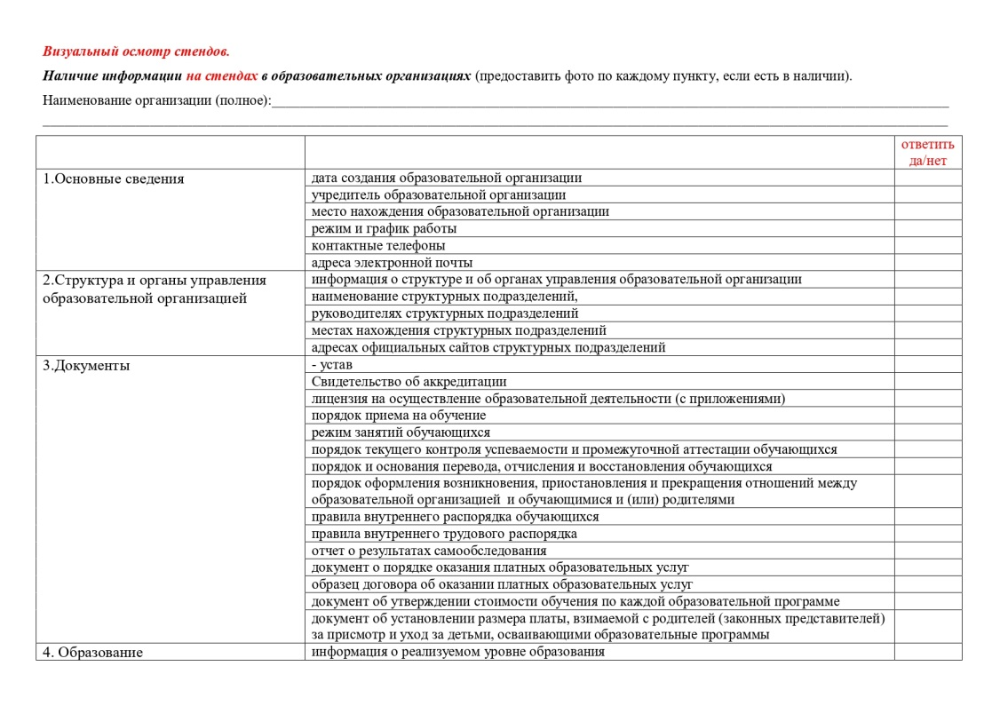 Визуальный осмотр стендов.
Наличие информации на стендах в образовательных организациях (предоставить фото по каждому пункту, если есть в наличии).
Наименование организации (полное):
ответить
да/нет
1.Основные сведения
дата создания образовательной организации
учредитель образовательной организации
место нахождения образовательной организации
режим и график работы
контактные телефоны
адреса электронной почты
2.Структура и органы управления
образовательной организацией
информация о структуре и об органах управления образовательной организации
наименование структурных подразделений,
руководителях структурных подразделений
местах нахождения структурных подразделений
адресах официальных сайтов структурных подразделений
3.Документы
- устав
Свидетельство об аккредитации
лицензия на осуществление образовательной деятельности (с приложениями)
порядок приема на обучение
режим занятий обучающихся
порядок текущего контроля успеваемости и промежуточной аттестации обучающихся
порядок и основания перевода, отчисления и восстановления обучающихся
порядок оформления возникновения, приостановления и прекращения отношений между
образовательной организацией и обучающимися и (или) родителями
правила внутреннего распорядка обучающихся
правила внутреннего трудового распорядка
отчет о результатах самообследования
документ о порядке оказания платных образовательных услуг
образец договора об оказании платных образовательных услуг
документ об утверждении стоимости обучения по каждой образовательной программе
документ об установлении размера платы, взимаемой с родителей (законных представителей)
за присмотр и уход за детьми, осваивающими образовательные программы
4. Образование
информация о реализуемом уровне образования